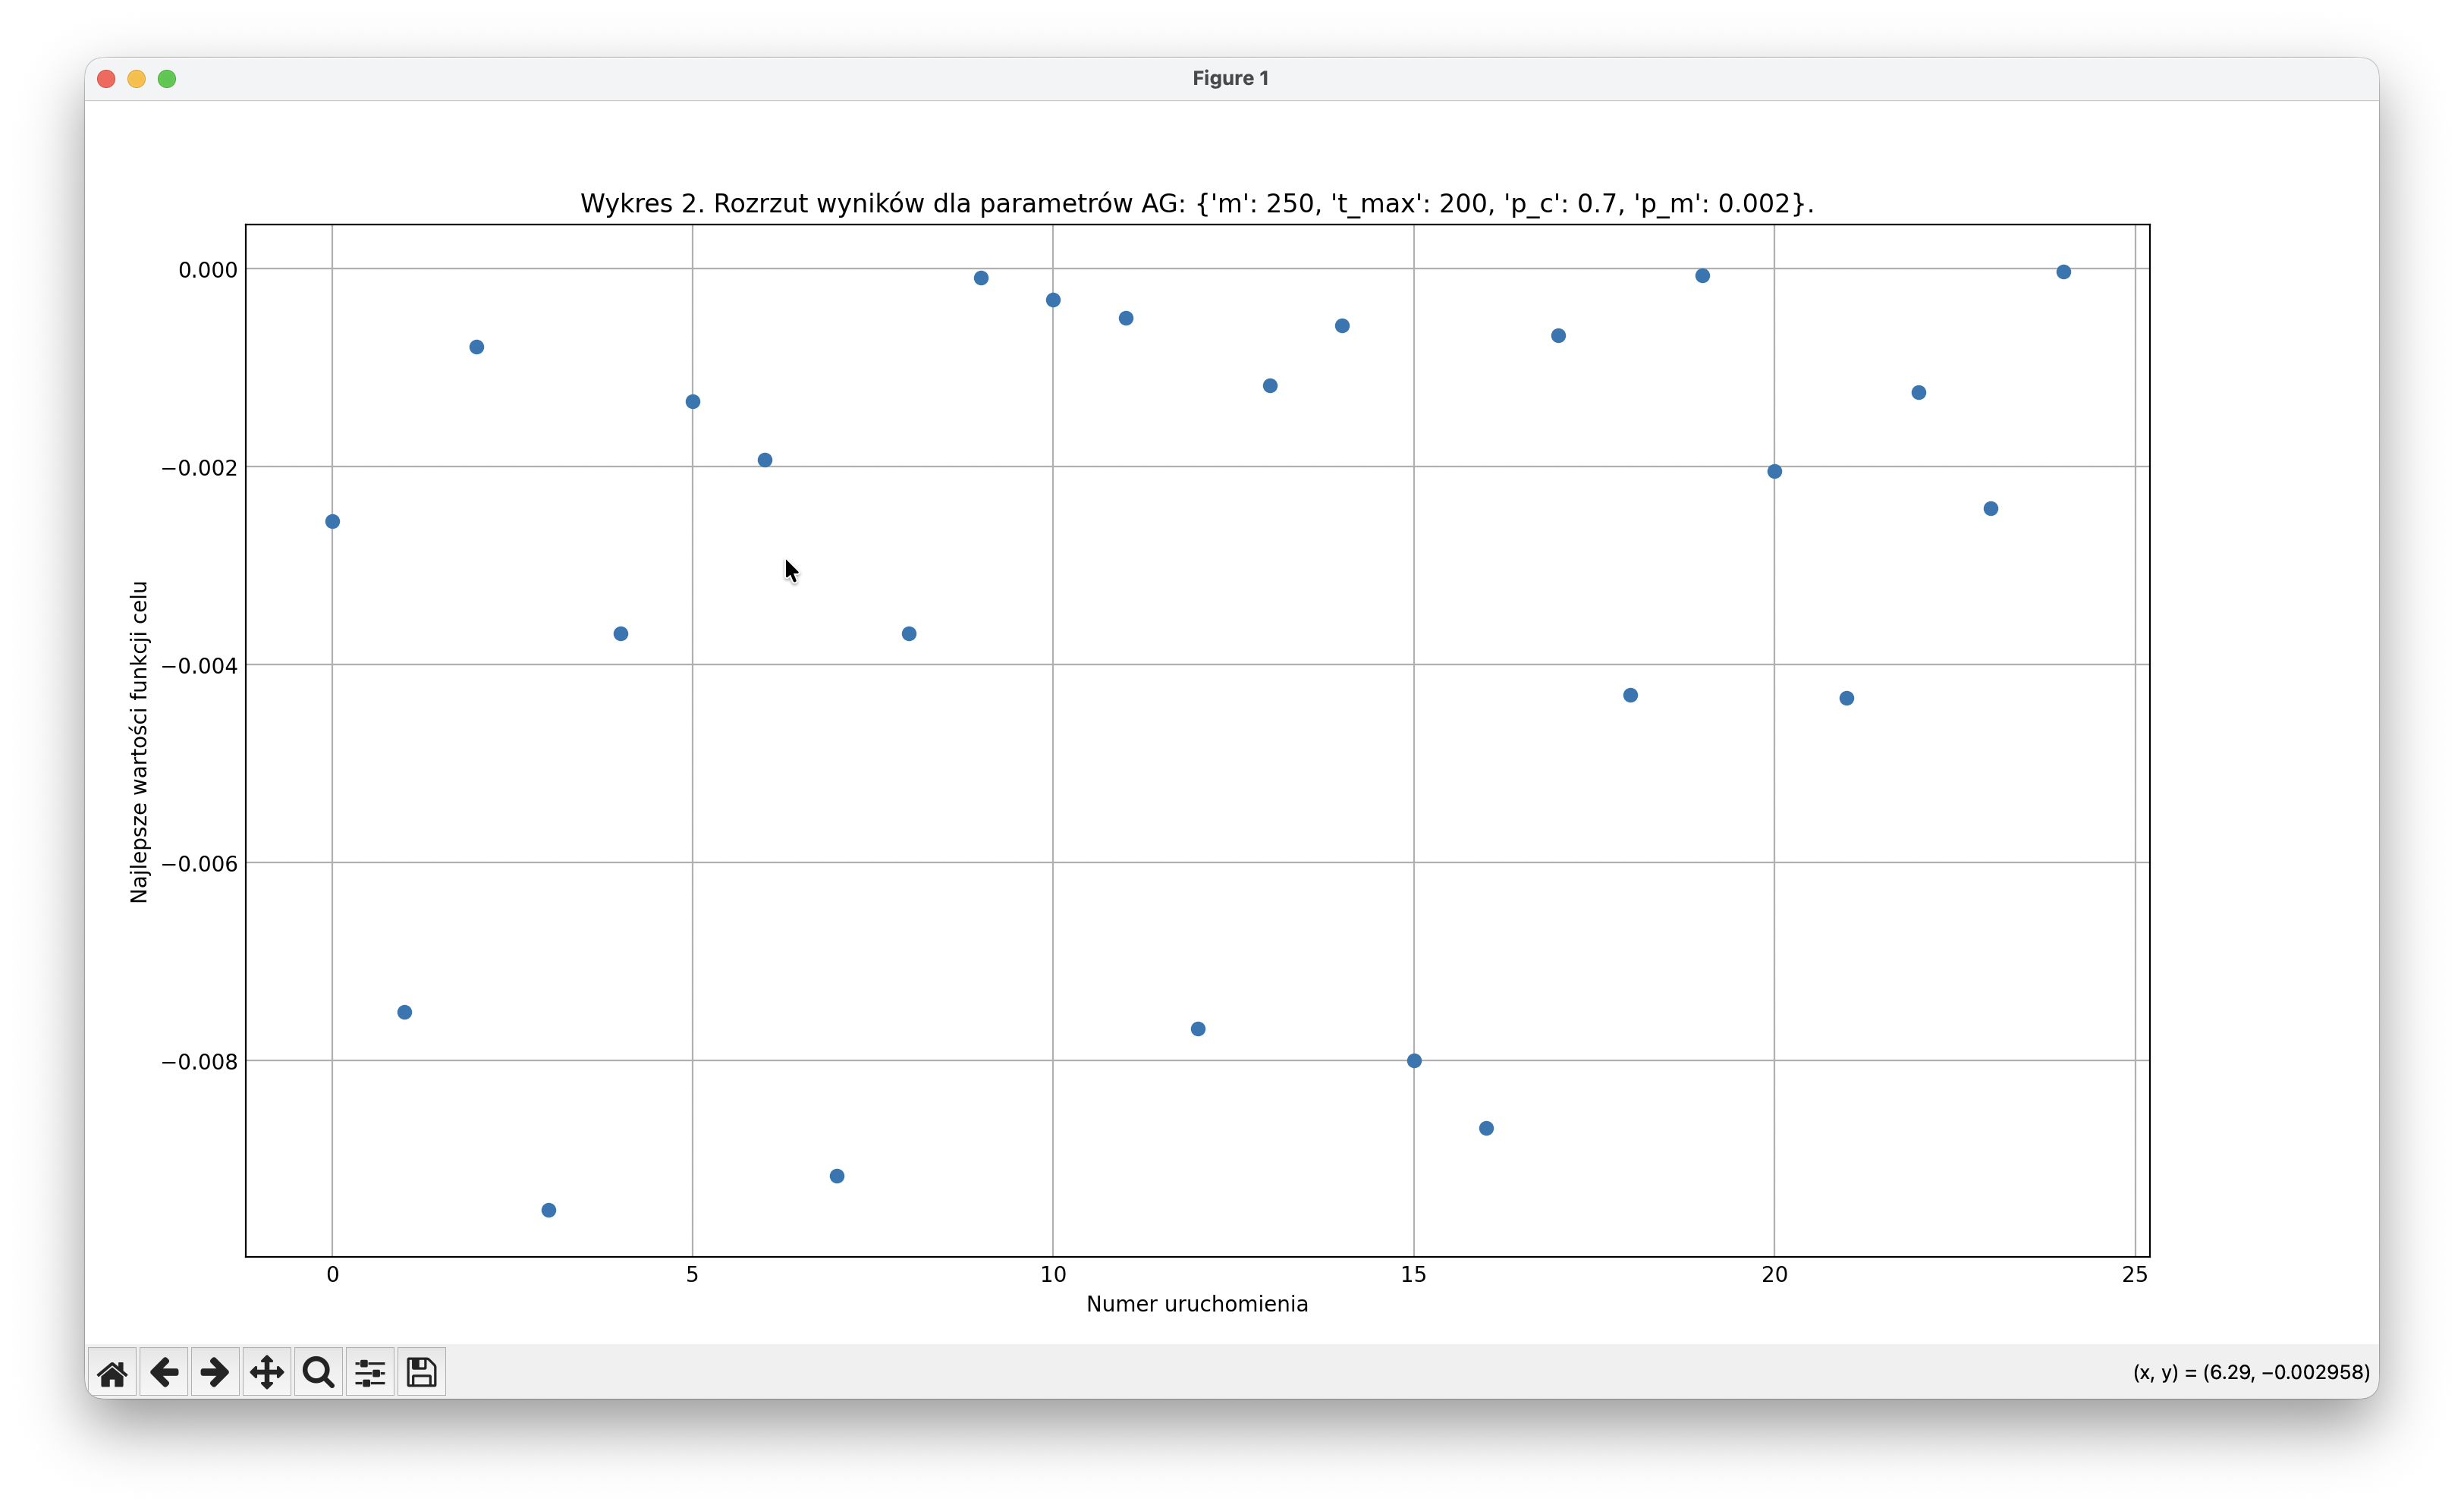 Figure 1
Wykres 2. Rozrzut wyników dla parametrów AG: {'m': 250, 't_max': 200, 'p_c': 0.7, 'p_m': 0.002}.
0.000
−0.002
−0.004
−0.006
−0.008
Najlepsze wartości funkcji celu
0 5 10 15 20 25
Numer uruchomienia
(x, y) = (6.29, −0.002958)